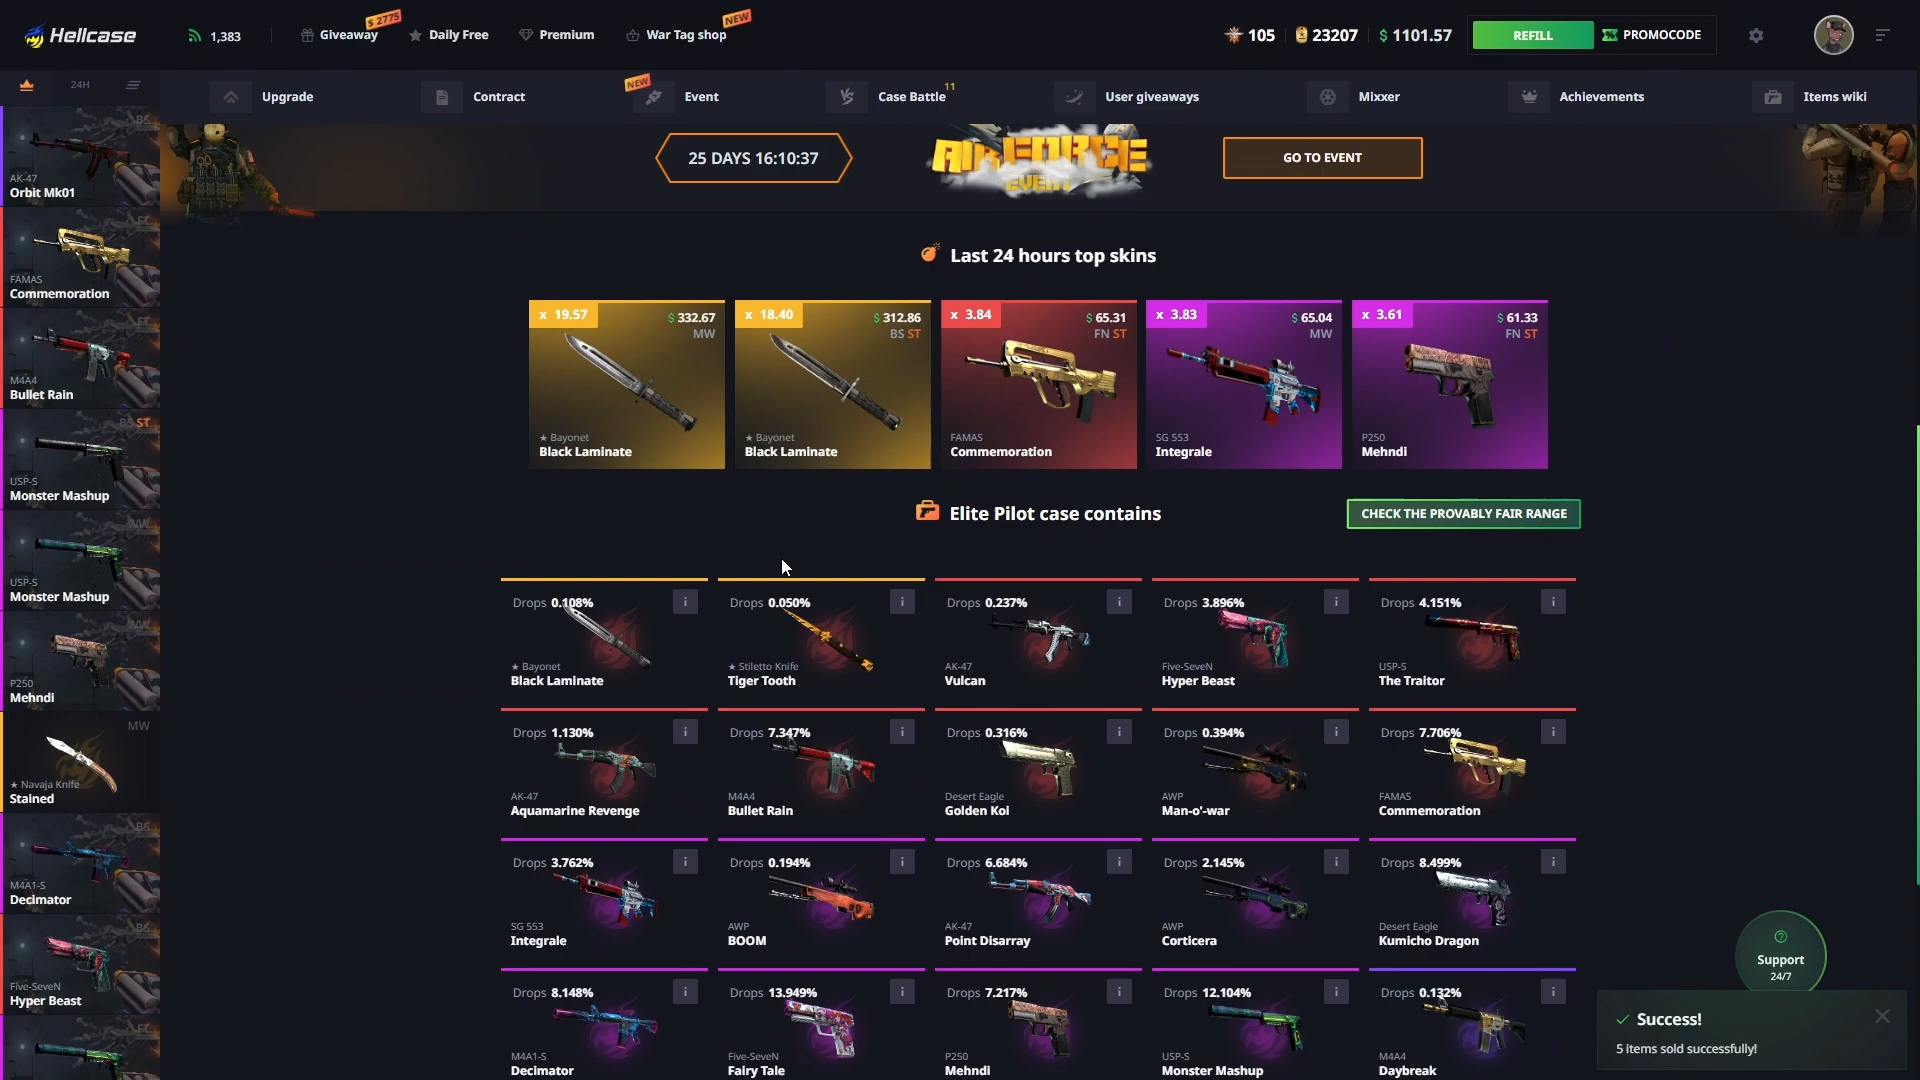 Hellcase
1,383
Giveaway
$ 2775
Daily Free
Premium
War Tag shop
NEW
105
23207
$ 1101.57
REFILL
PROMOCODE
24H
Upgrade
Contract
NEW
Event
Case Battle
11
User giveaways
Mixxer
Achievements
Items wiki
25 DAYS 16:10:37
AIR FORCE
EVENT
GO TO EVENT
BS
AK-47
Orbit Mk01
FT
FAMAS
Commemoration
FT
M4A4
Bullet Rain
BS ST
USP-S
Monster Mashup
WW
USP-S
Monster Mashup
WW
P250
Mehndi
MW
★ Navaja Knife
Stained
BS
M4A1-S
Decimator
BS
Five-SeveN
Hyper Beast
FT
Last 24 hours top skins
x 19.57
$ 332.67
MW
★ Bayonet
Black Laminate
x 18.40
$ 312.86
BS ST
★ Bayonet
Black Laminate
x 3.84
$ 65.31
FN ST
FAMAS
Commemoration
x 3.83
$ 65.04
MW
SG 553
Integrale
x 3.61
$ 61.33
FN ST
P250
Mehndi
Elite Pilot case contains
CHECK THE PROVABLY FAIR RANGE
Drops 0.108%
i
★ Bayonet
Black Laminate
Drops 0.050%
i
★ Stiletto Knife
Tiger Tooth
Drops 0.237%
i
AK-47
Vulcan
Drops 3.896%
i
Five-SeveN
Hyper Beast
Drops 4.151%
i
USP-S
The Traitor
Drops 1.130%
i
AK-47
Aquamarine Revenge
Drops 7.347%
i
M4A4
Bullet Rain
Drops 0.316%
i
Desert Eagle
Golden Koi
Drops 0.394%
i
AWP
Man-o'-war
Drops 7.706%
i
FAMAS
Commemoration
Drops 3.762%
i
SG 553
Integrale
Drops 0.194%
i
AWP
BOOM
Drops 6.684%
i
AK-47
Point Disarray
Drops 2.145%
i
AWP
Corticera
Drops 8.499%
i
Desert Eagle
Kumicho Dragon
Drops 8.148%
i
M4A1-S
Decimator
Drops 13.949%
i
Five-SeveN
Fairy Tale
Drops 7.217%
i
P250
Mehndi
Drops 12.104%
i
USP-S
Monster Mashup
Drops 0.132%
i
M4A4
Daybreak
Support
24/7
Success!
5 items sold successfully!